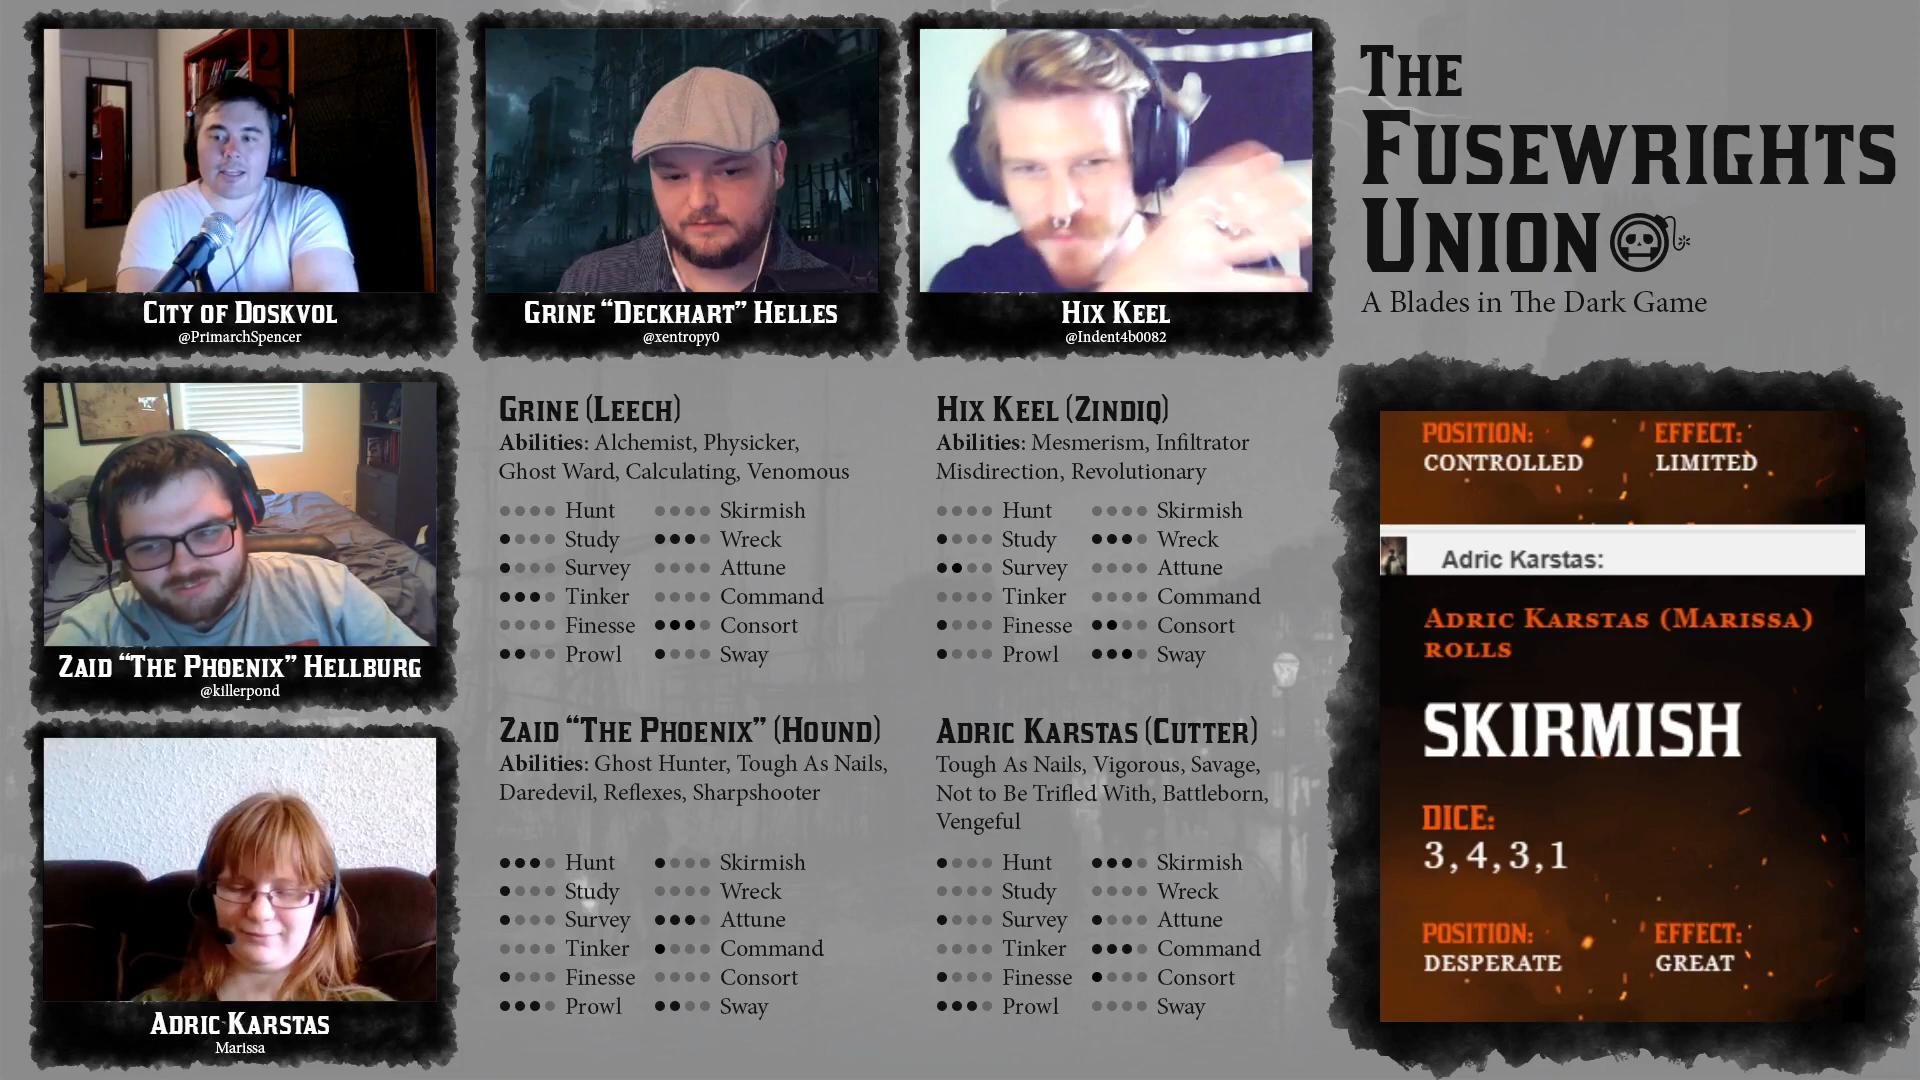 The
Fusewrights
Union
A Blades in The Dark Game
City of Doskvol
@PrimarchSpencer
Grine “Deckhart” Helles
@xentropy0
Hix Keel
@Indent4b0082
Zaid “The Phoenix” Hellburg
@killerpond
Adric Karstas
Marissa
Grine (Leech)
Abilities: Alchemist, Physicker,
Ghost Ward, Calculating, Venomous
Hunt Skirmish
Study Wreck
Survey Attune
Tinker Command
Finesse Consort
Prowl Sway
Hix Keel (Zindiq)
Abilities: Mesmerism, Infiltrator
Misdirection, Revolutionary
Hunt Skirmish
Study Wreck
Survey Attune
Tinker Command
Finesse Consort
Prowl Sway
Zaid “The Phoenix” (Hound)
Abilities: Ghost Hunter, Tough As Nails,
Daredevil, Reflexes, Sharpshooter
Hunt Skirmish
Study Wreck
Survey Attune
Tinker Command
Finesse Consort
Prowl Sway
Adric Karstas (Cutter)
Tough As Nails, Vigorous, Savage,
Not to Be Trifled With, Battleborn,
Vengeful
Hunt Skirmish
Study Wreck
Survey Attune
Tinker Command
Finesse Consort
Prowl Sway
POSITION: EFFECT:
CONTROLLED LIMITED
Adric Karstas:
Adric Karstas (Marissa)
rolls
SKIRMISH
DICE:
3, 4, 3, 1
POSITION: EFFECT:
DESPERATE GREAT